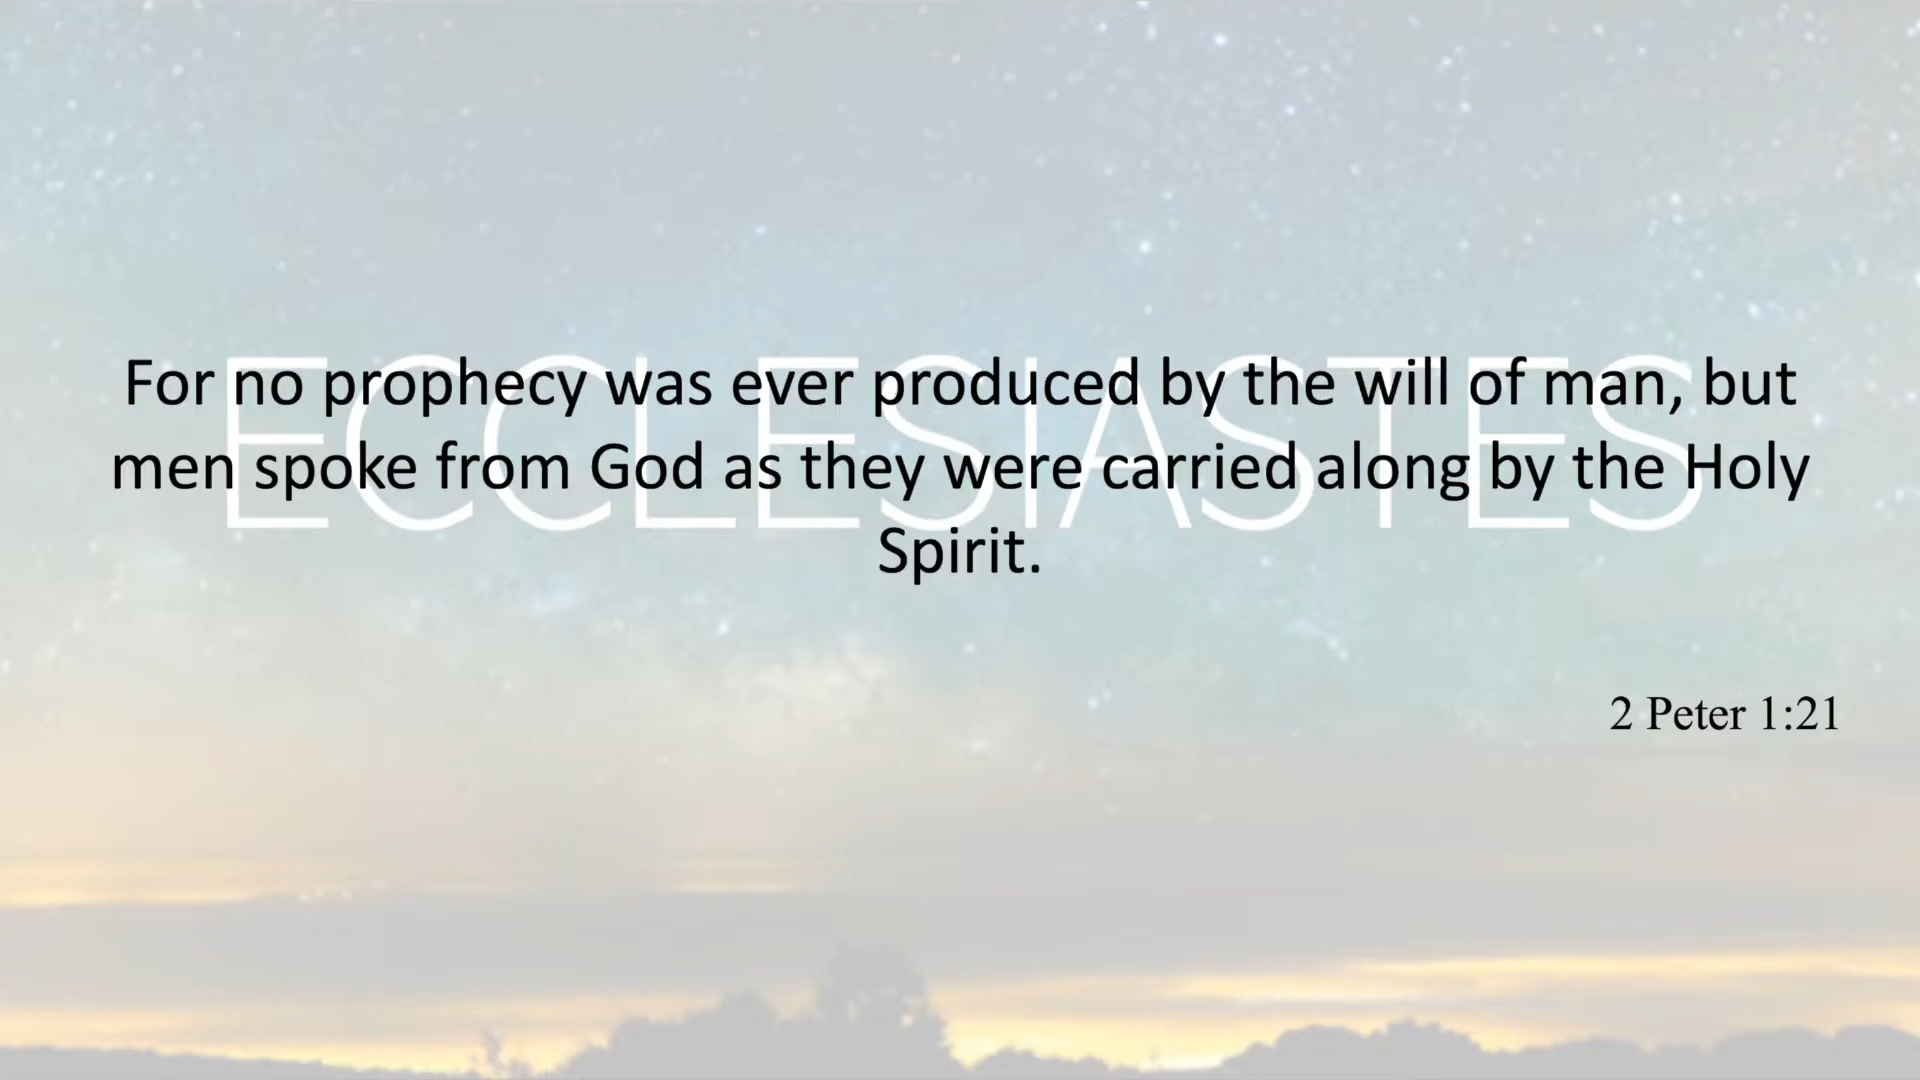 ECCLESIASTES
For no prophecy was ever produced by the will of man, but
men spoke from God as they were carried along by the Holy
Spirit.
2 Peter 1:21